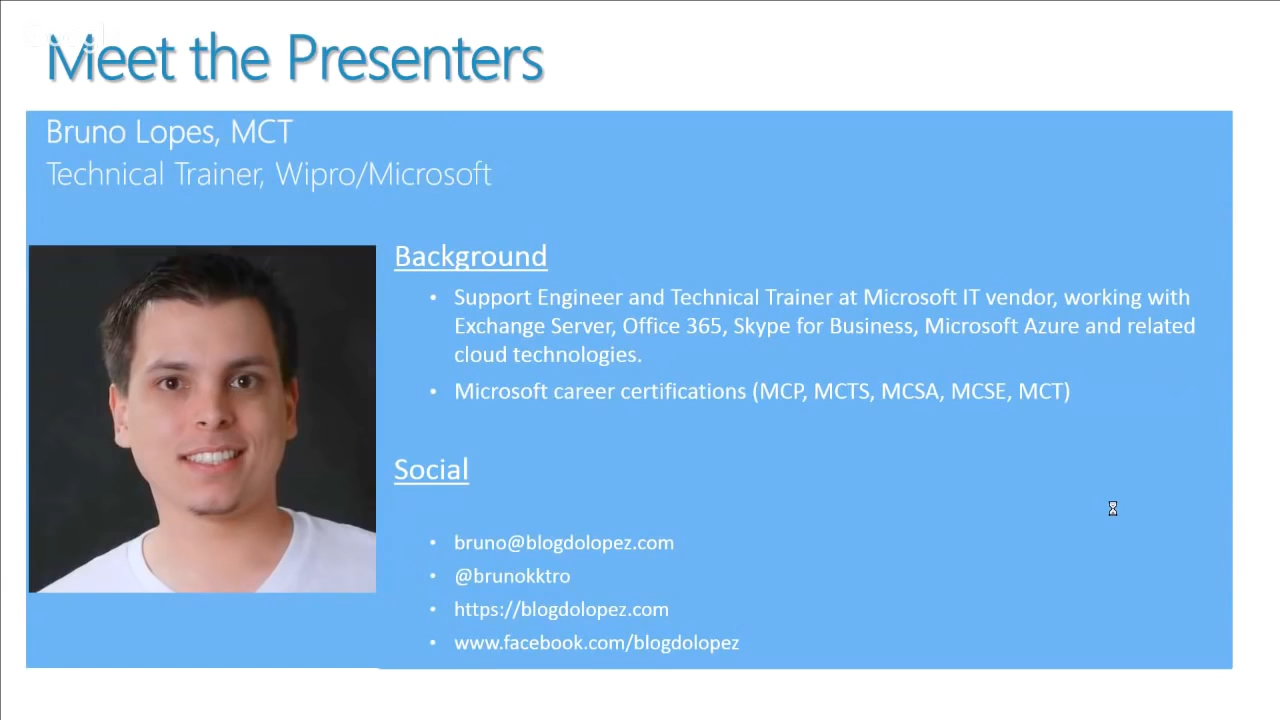 Meet the Presenters
Bruno Lopes, MCT
Technical Trainer, Wipro/Microsoft
Background
• Support Engineer and Technical Trainer at Microsoft IT vendor, working with
Exchange Server, Office 365, Skype for Business, Microsoft Azure and related
cloud technologies.
• Microsoft career certifications (MCP, MCTS, MCSA, MCSE, MCT)
Social
• bruno@blogdolopez.com
• @brunokktro
• https://blogdolopez.com
• www.facebook.com/blogdolopez